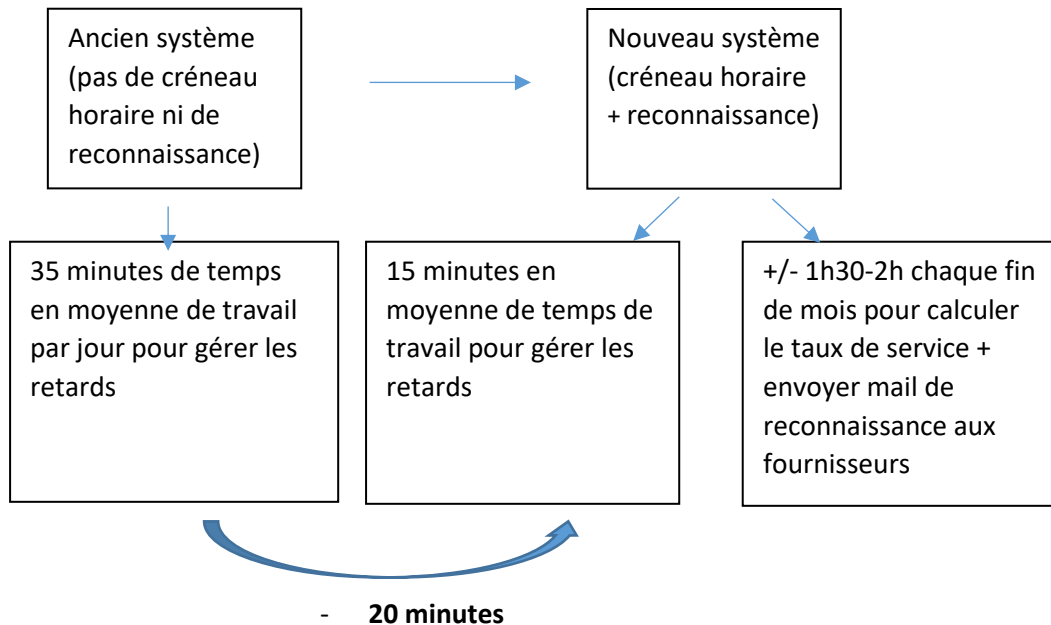 Ancien système
(pas de créneau
horaire ni de
reconnaissance)
Nouveau système
(créneau horaire
+ reconnaissance)
35 minutes de temps
en moyenne de travail
par jour pour gérer les
retards
15 minutes en
moyenne de temps de
travail pour gérer les
retards
+/- 1h30-2h chaque fin
de mois pour calculer
le taux de service +
envoyer mail de
reconnaissance aux
fournisseurs
- 20 minutes